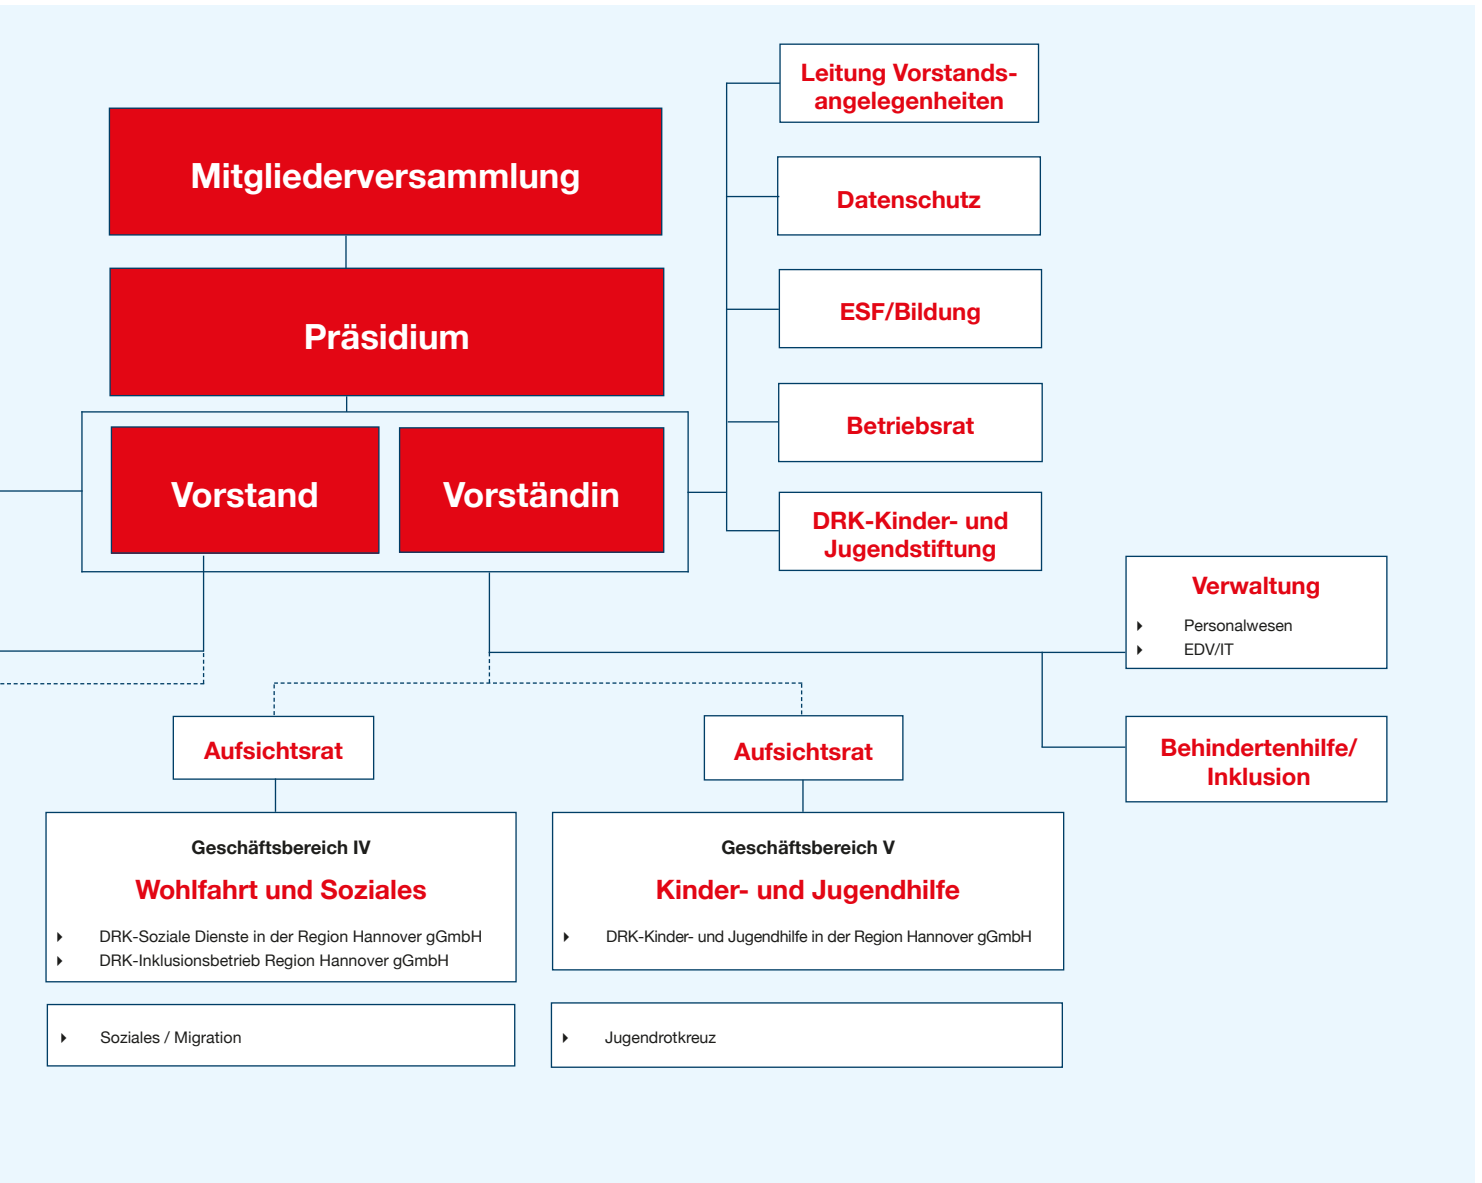 Mitgliederversammlung
Präsidium
Vorstand
Vorständin
Leitung Vorstands-
angelegenheiten
Datenschutz
ESF/Bildung
Betriebsrat
DRK-Kinder- und
Jugendstiftung
Verwaltung
Personalwesen
EDV/IT
Behindertenhilfe/
Inklusion
Aufsichtsrat
Geschäftsbereich IV
Wohlfahrt und Soziales
DRK-Soziale Dienste in der Region Hannover gGmbH
DRK-Inklusionsbetrieb Region Hannover gGmbH
Soziales / Migration
Aufsichtsrat
Geschäftsbereich V
Kinder- und Jugendhilfe
DRK-Kinder- und Jugendhilfe in der Region Hannover gGmbH
Jugendrotkreuz